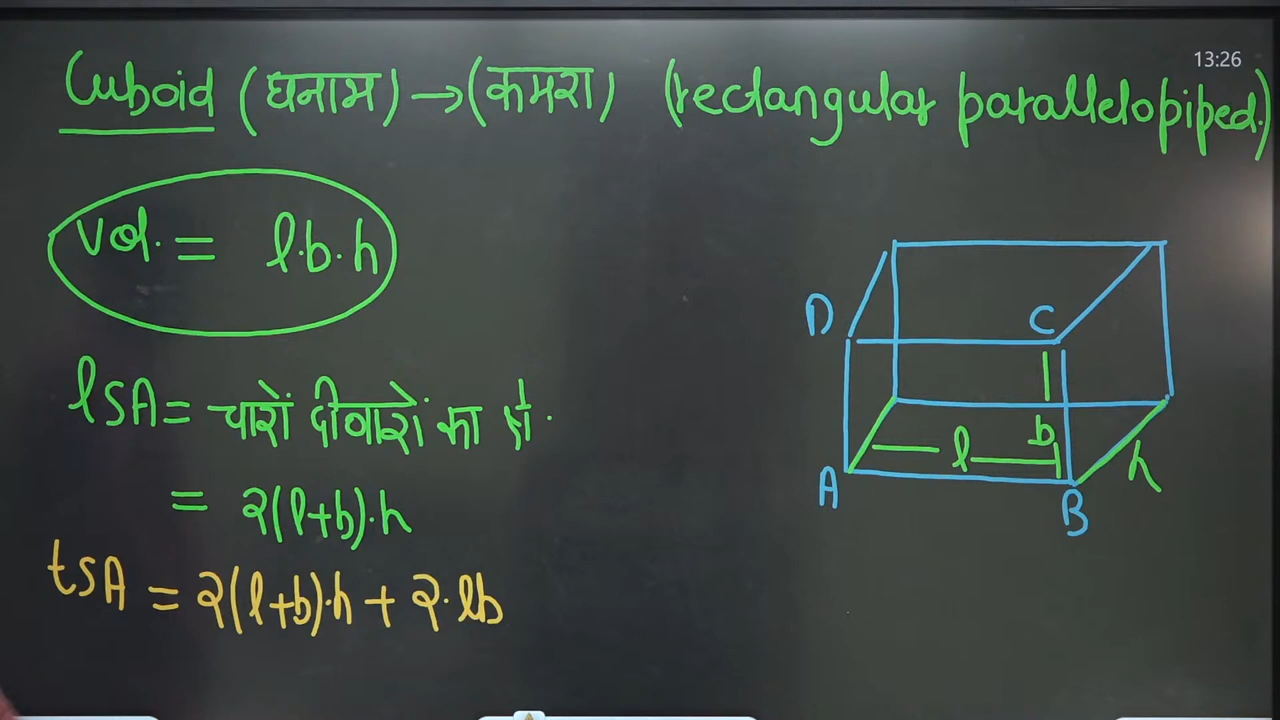 13:26
Cuboid (घनाभ) → (कमरा) (rectangular parallelopiped.)
Vol. = l.b.h
lSA = चारों दीवारों का क्षे.
= 2(l+b).h
tSA = 2(l+b).h + 2.lb
D
C
b
l
h
A
B